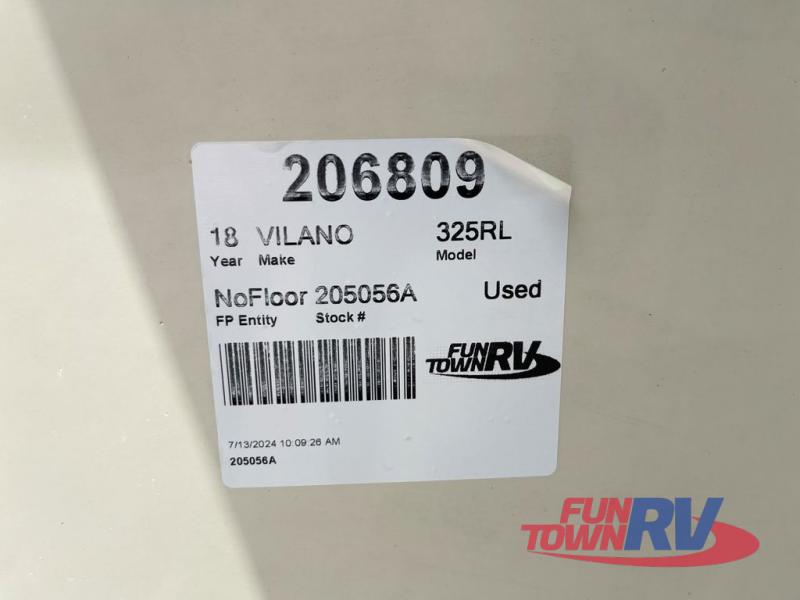 206809
18 VILANO 325RL
Year Make Model
NoFloor 205056A Used
FP Entity Stock #
FUN
TOWN RV
7/13/2024 10:09:26 AM
205056A
FUN
TOWN RV